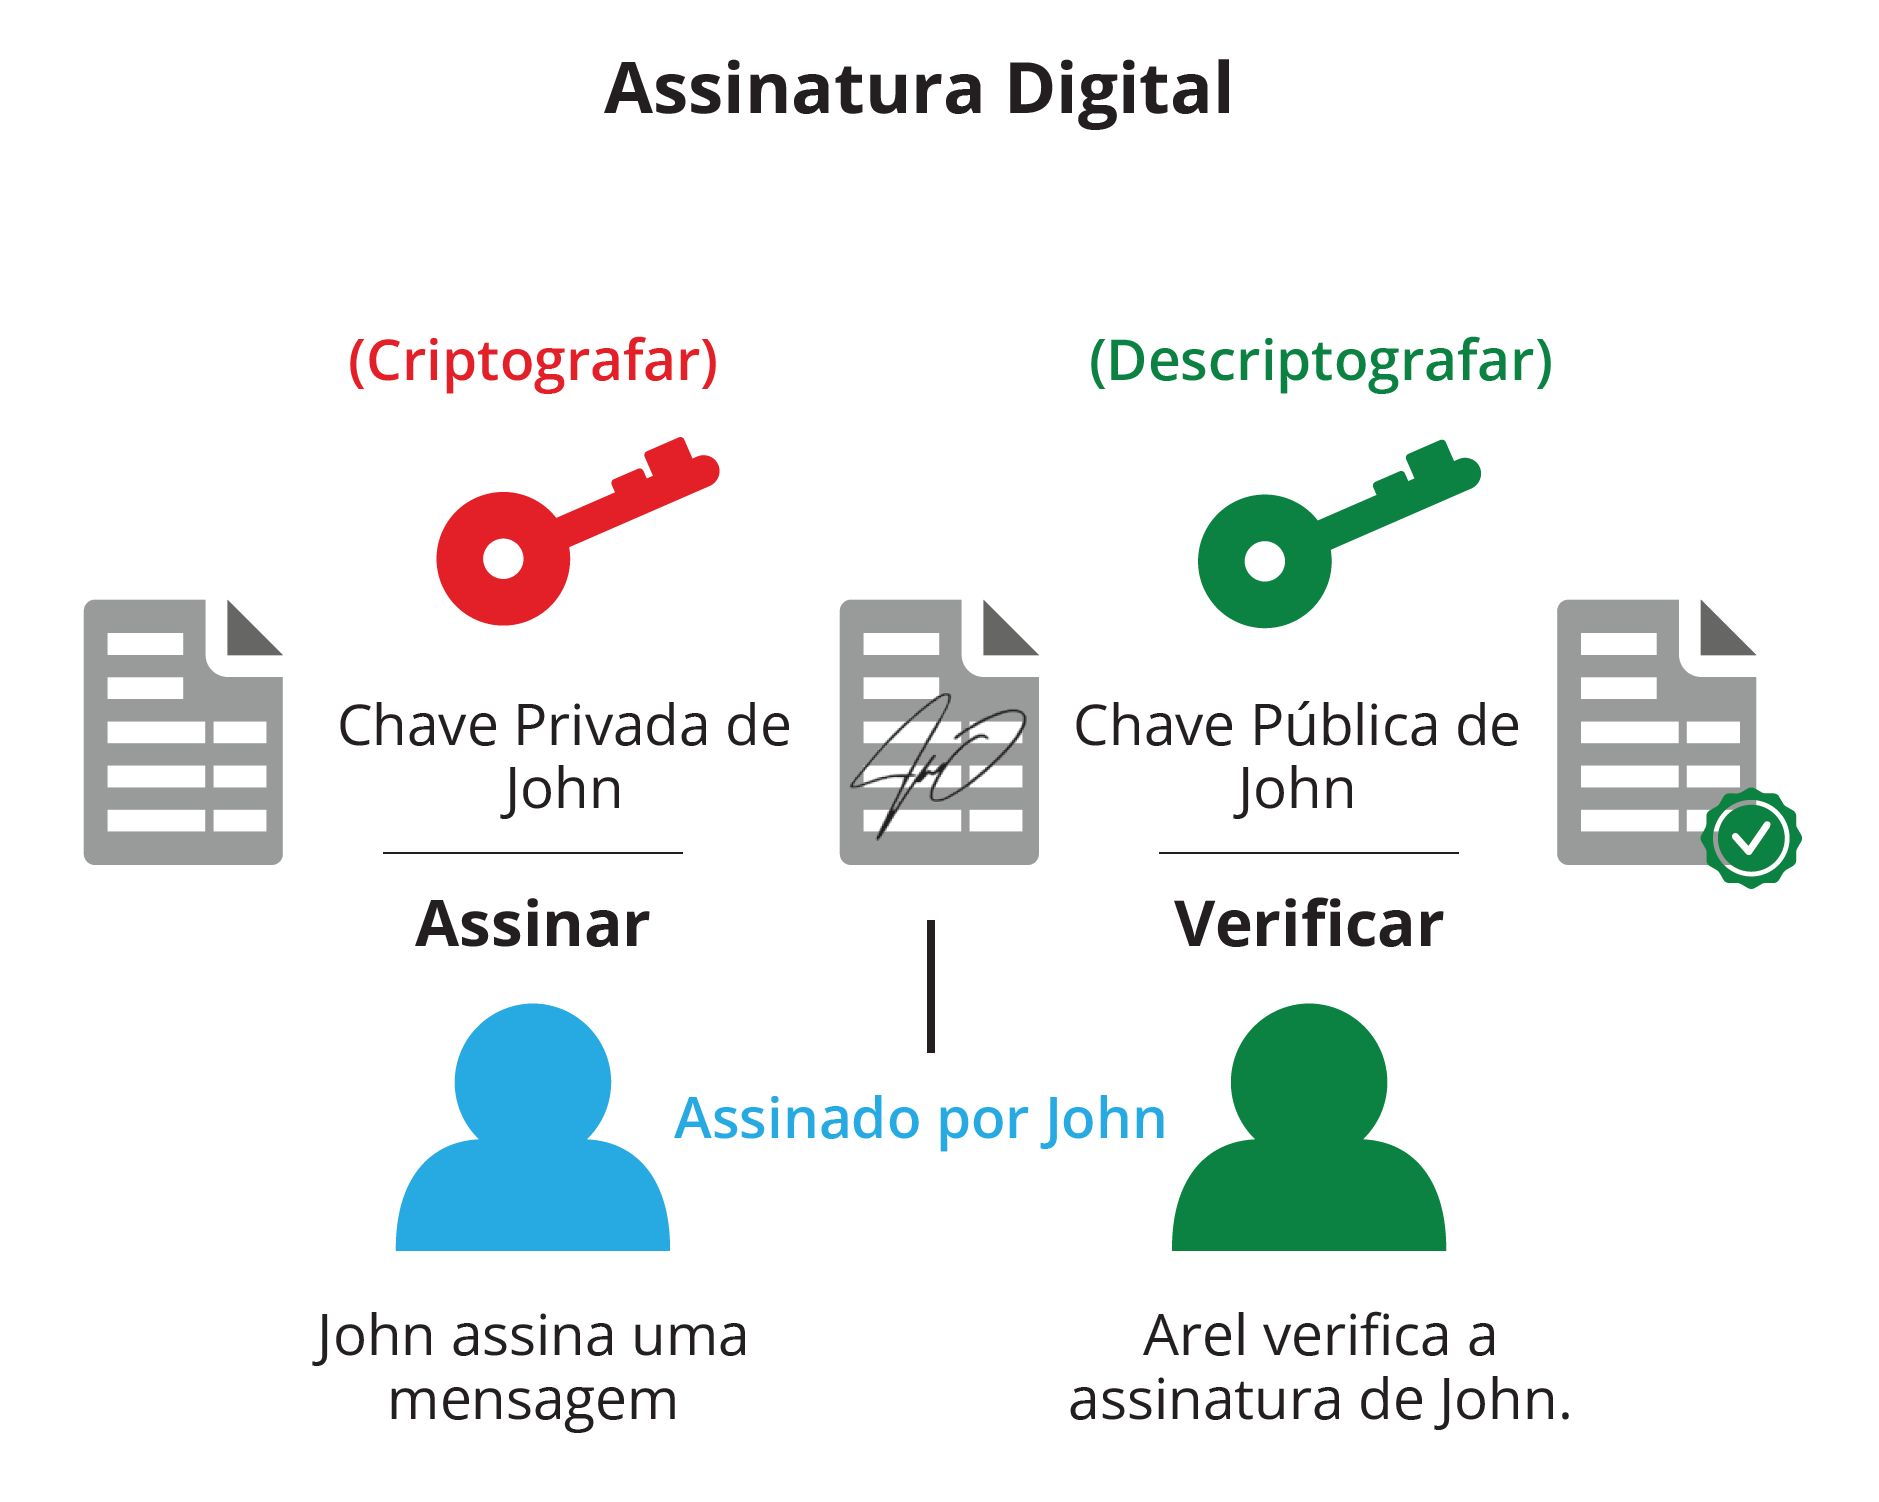 Assinatura Digital
(Criptografar)
(Descriptografar)
Chave Privada de
John
Chave Pública de
John
Assinar
Verificar
Assinado por John
John assina uma
mensagem
Arel verifica a
assinatura de John.